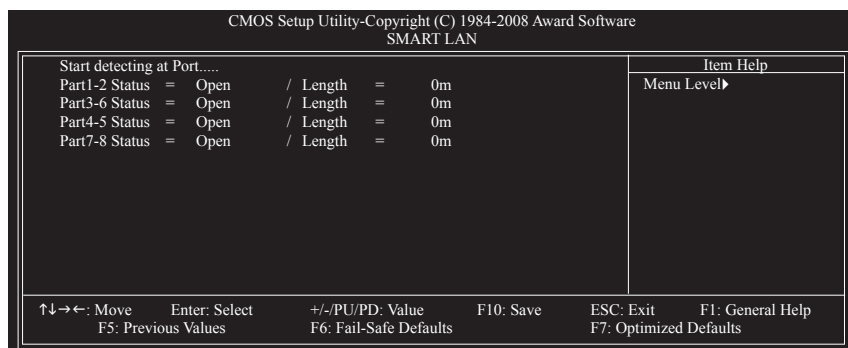 CMOS Setup Utility-Copyright (C) 1984-2008 Award Software
SMART LAN
Start detecting at Port.....
Part1-2 Status = Open / Length = 0m
Part3-6 Status = Open / Length = 0m
Part4-5 Status = Open / Length = 0m
Part7-8 Status = Open / Length = 0m
Item Help
Menu Level▶
↑↓→←: Move Enter: Select +/-/PU/PD: Value F10: Save ESC: Exit F1: General Help
F5: Previous Values F6: Fail-Safe Defaults F7: Optimized Defaults